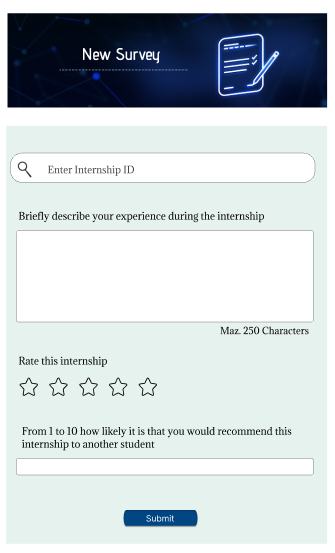 New Survey
Enter Internship ID
Briefly describe your experience during the internship
Maz. 250 Characters
Rate this internship
From 1 to 10 how likely it is that you would recommend this
internship to another student
Submit